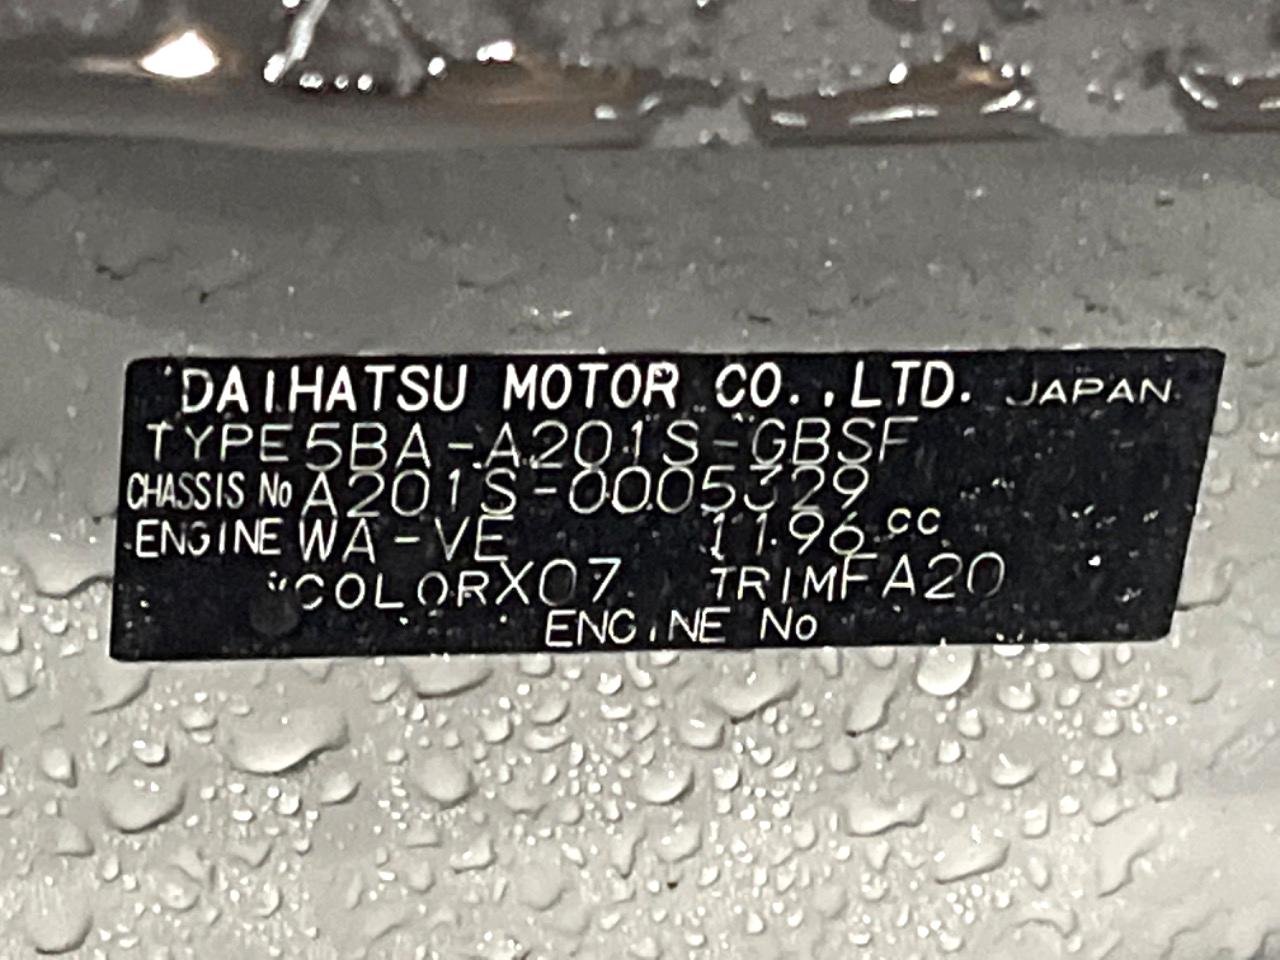 DAIHATSU MOTOR CO.,LTD. JAPAN
TYPE 5BA-A201S-GBSF
CHASSIS No A201S-0005329
ENGINE WA-VE 1196 cc
COLOR X07 TRIM FA20
ENGINE No